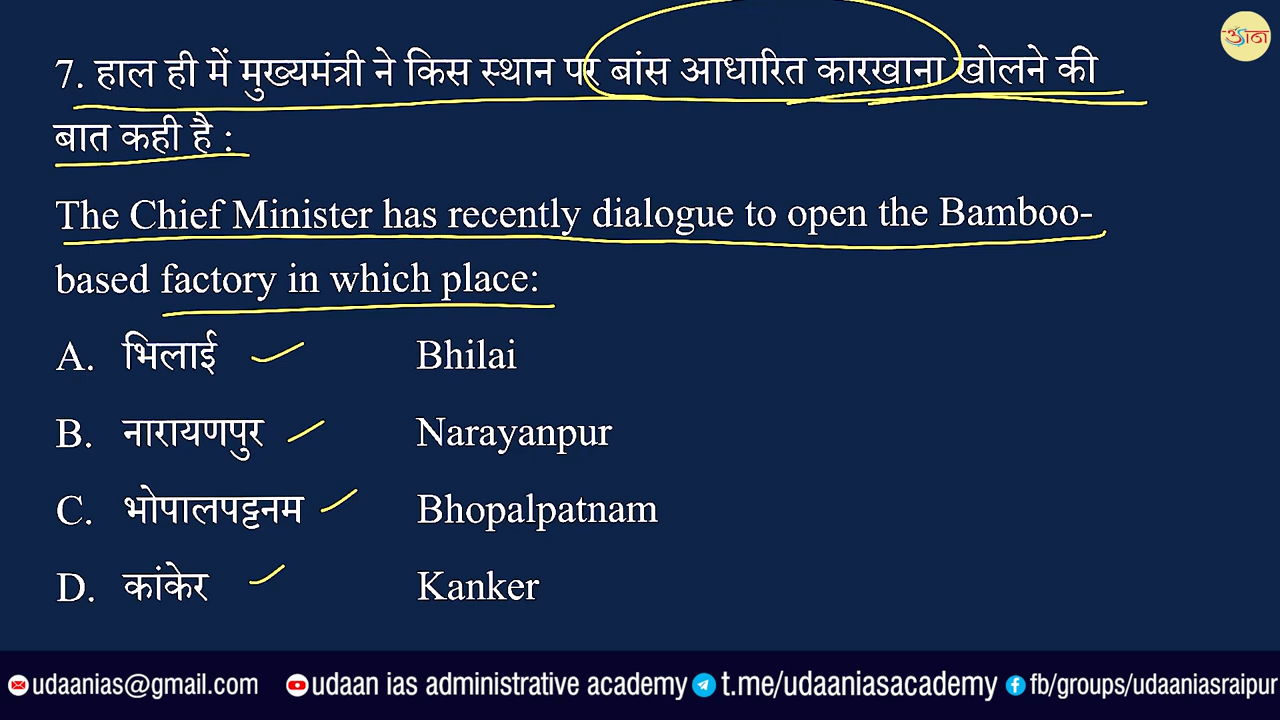 उड़ान
7. हाल ही में मुख्यमंत्री ने किस स्थान पर बांस आधारित कारखाना खोलने की
बात कही है :
The Chief Minister has recently dialogue to open the Bamboo-
based factory in which place:
A. भिलाई Bhilai
B. नारायणपुर Narayanpur
C. भोपालपट्टनम Bhopalpatnam
D. कांकेर Kanker
udaanias@gmail.com udaan ias administrative academy t.me/udaaniasacademy fb/groups/udaaniasraipur